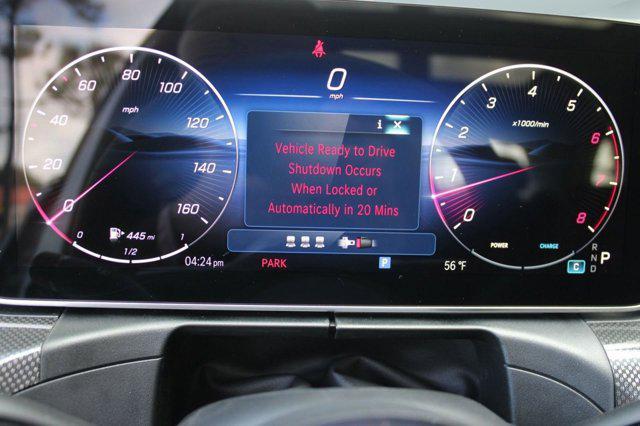 0
mph
i X
Vehicle Ready to Drive
Shutdown Occurs
When Locked or
Automatically in 20 Mins
0
20
40
60
80
100
120
140
160
mph
445 mi
1/2
1
0
1
2
3
4
5
6
7
8
x1000/min
POWER
CHARGE
04:24 pm
PARK
P
56 °F
C
R
N
D
P